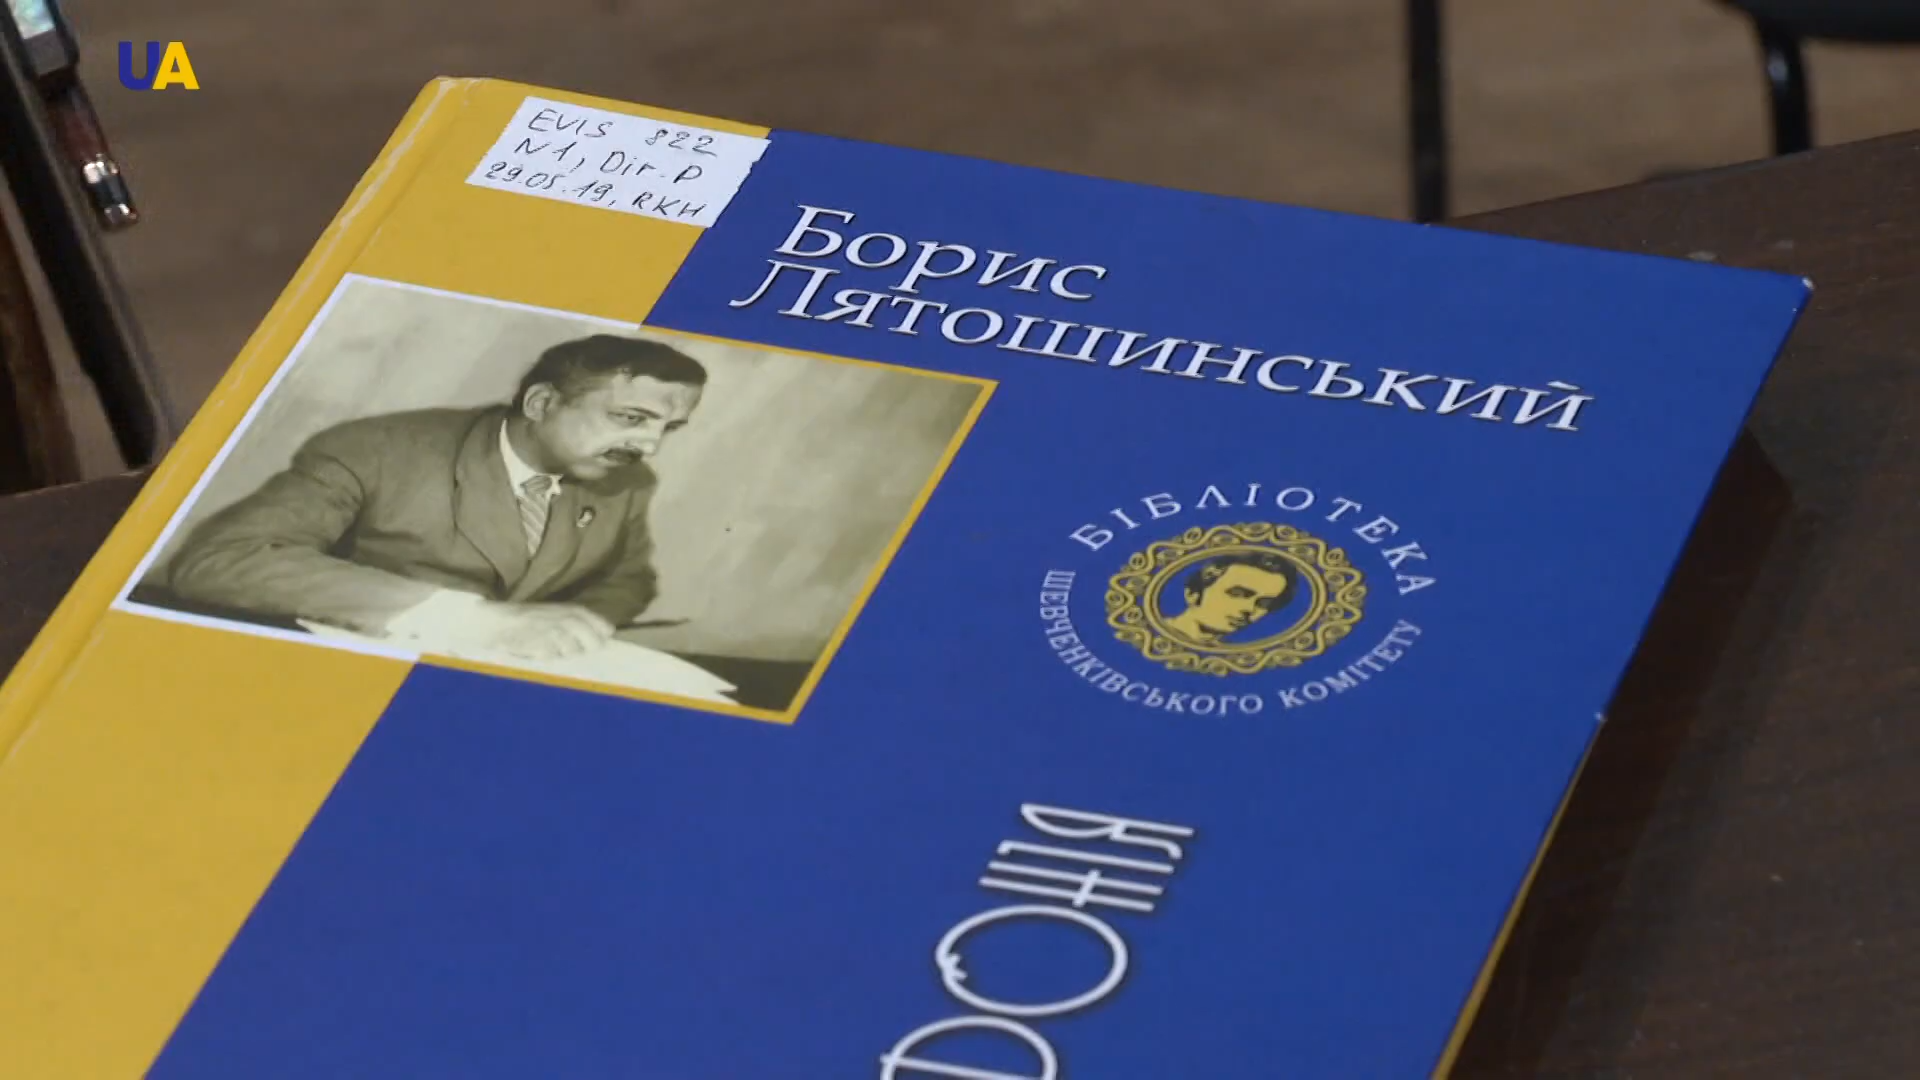 UA
EVIS 822
N1, Dir. P
29.05.19, RKH
Борис
Лятошинський
БІБЛІОТЕКА
ШЕВЧЕНКІВСЬКОГО КОМІТЕТУ